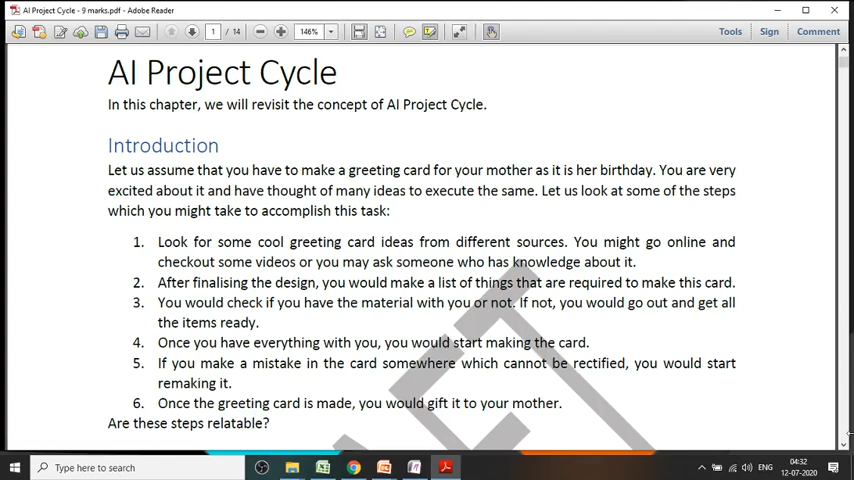 AI Project Cycle - 9 marks.pdf - Adobe Reader
1 / 14 146% Tools Sign Comment
AI Project Cycle
In this chapter, we will revisit the concept of AI Project Cycle.
Introduction
Let us assume that you have to make a greeting card for your mother as it is her birthday. You are very
excited about it and have thought of many ideas to execute the same. Let us look at some of the steps
which you might take to accomplish this task:
1. Look for some cool greeting card ideas from different sources. You might go online and
checkout some videos or you may ask someone who has knowledge about it.
2. After finalising the design, you would make a list of things that are required to make this card.
3. You would check if you have the material with you or not. If not, you would go out and get all
the items ready.
4. Once you have everything with you, you would start making the card.
5. If you make a mistake in the card somewhere which cannot be rectified, you would start
remaking it.
6. Once the greeting card is made, you would gift it to your mother.
Are these steps relatable?
Type here to search
ENG
04:32
12-07-2020